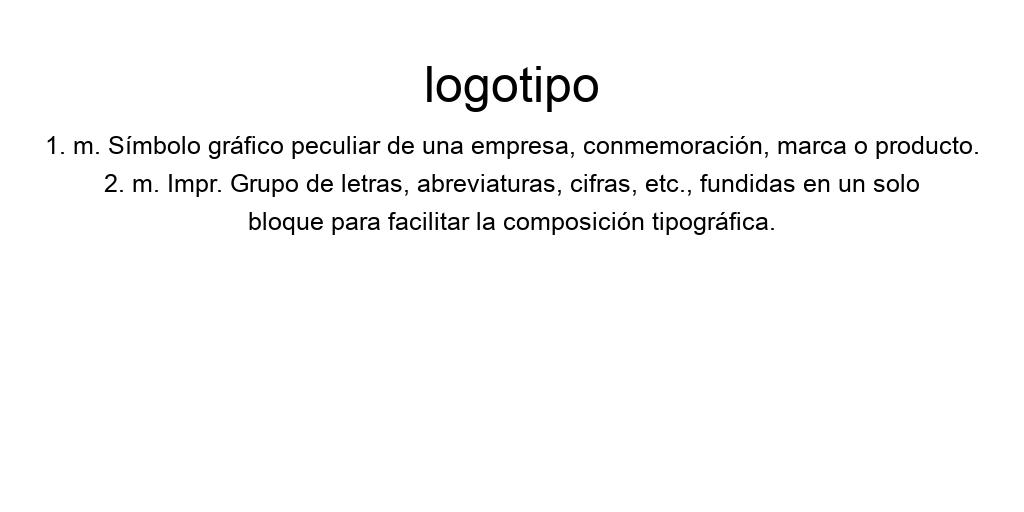 logotipo
1. m. Símbolo gráfico peculiar de una empresa, conmemoración, marca o producto.
2. m. Impr. Grupo de letras, abreviaturas, cifras, etc., fundidas en un solo
bloque para facilitar la composición tipográfica.